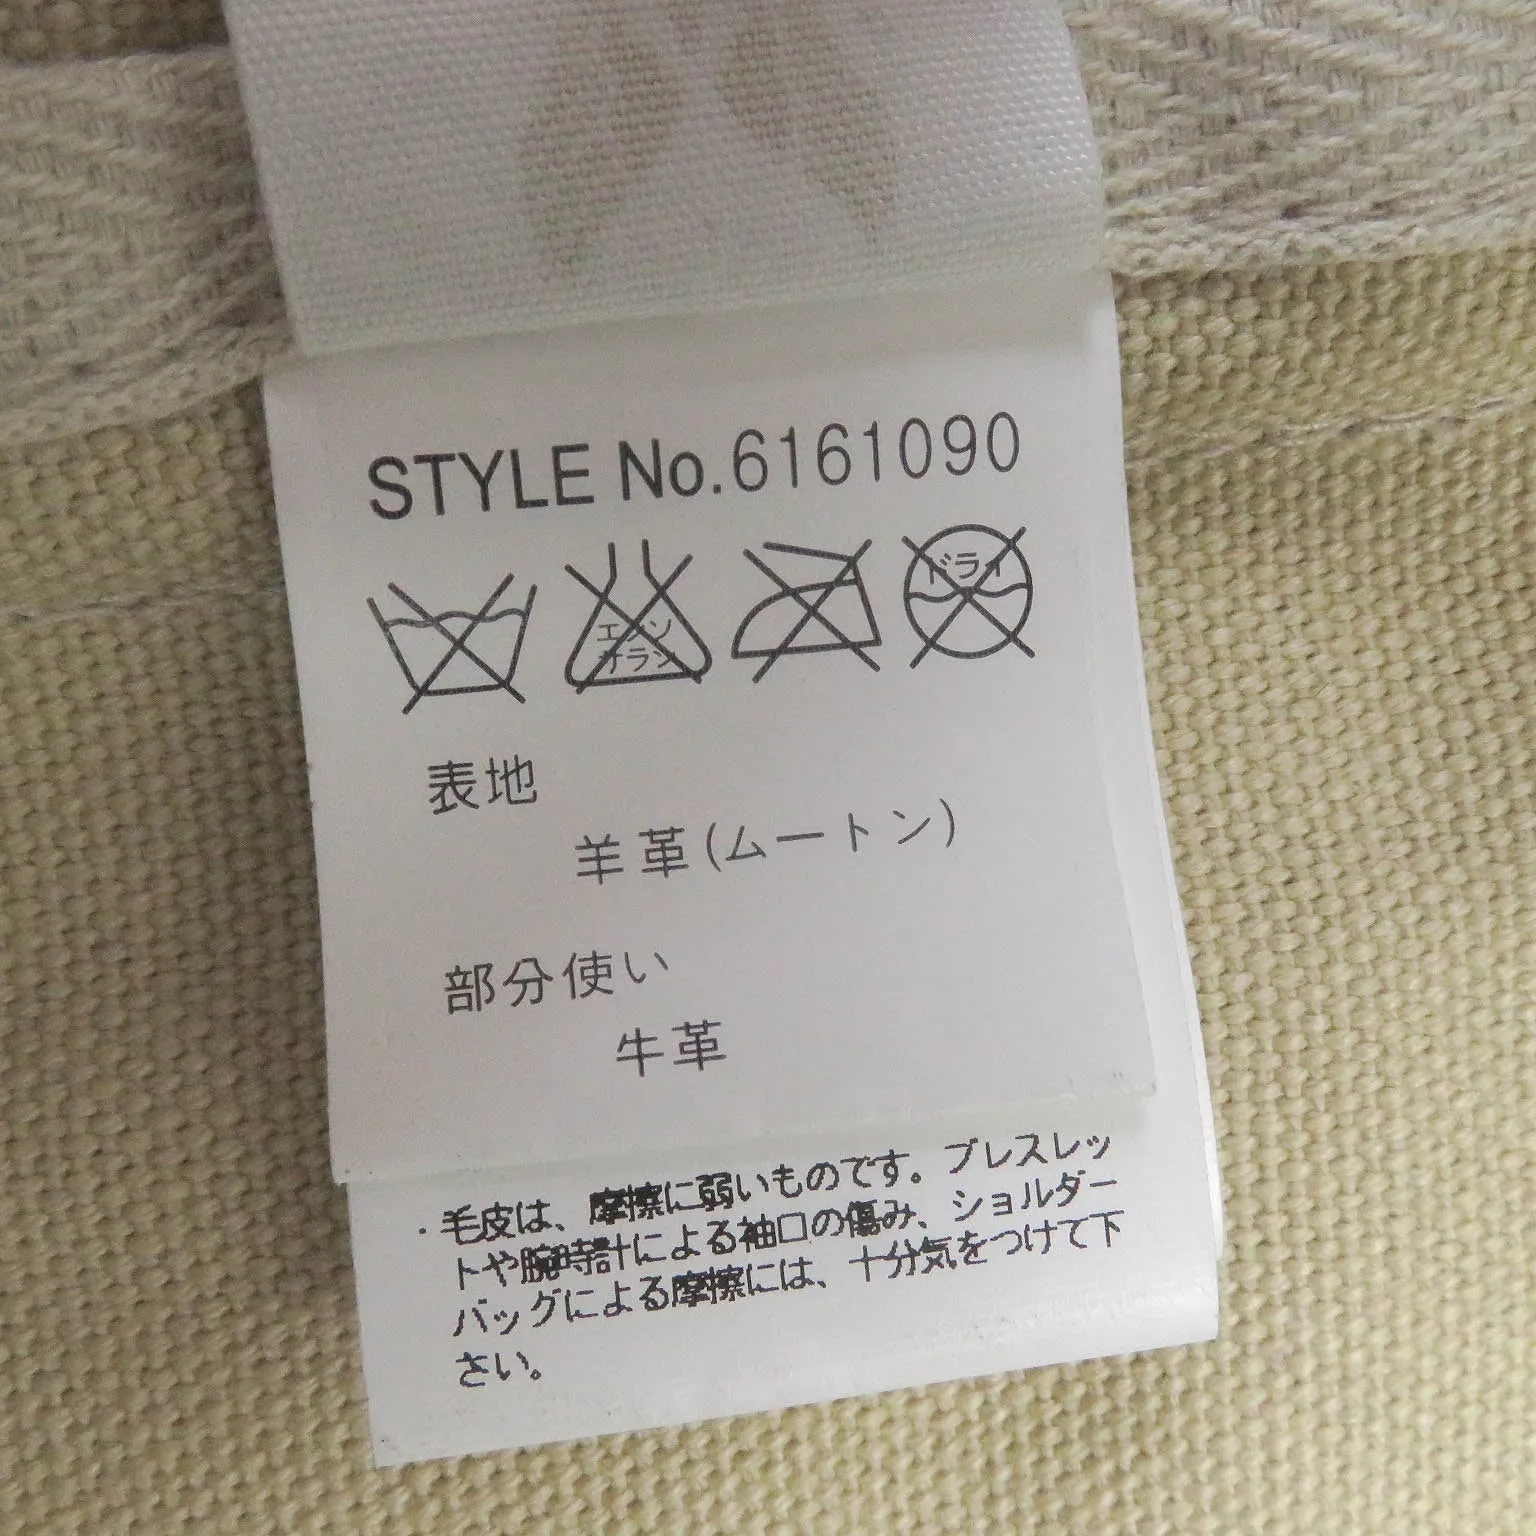 STYLE No.6161090
エンソ
サラシ
ドライ
表地
羊革(ムートン)
部分使い
牛革
・毛皮は、摩擦に弱いものです。ブレスレッ
トや腕時計による袖口の傷み、ショルダー
バッグによる摩擦には、十分気をつけて下
さい。